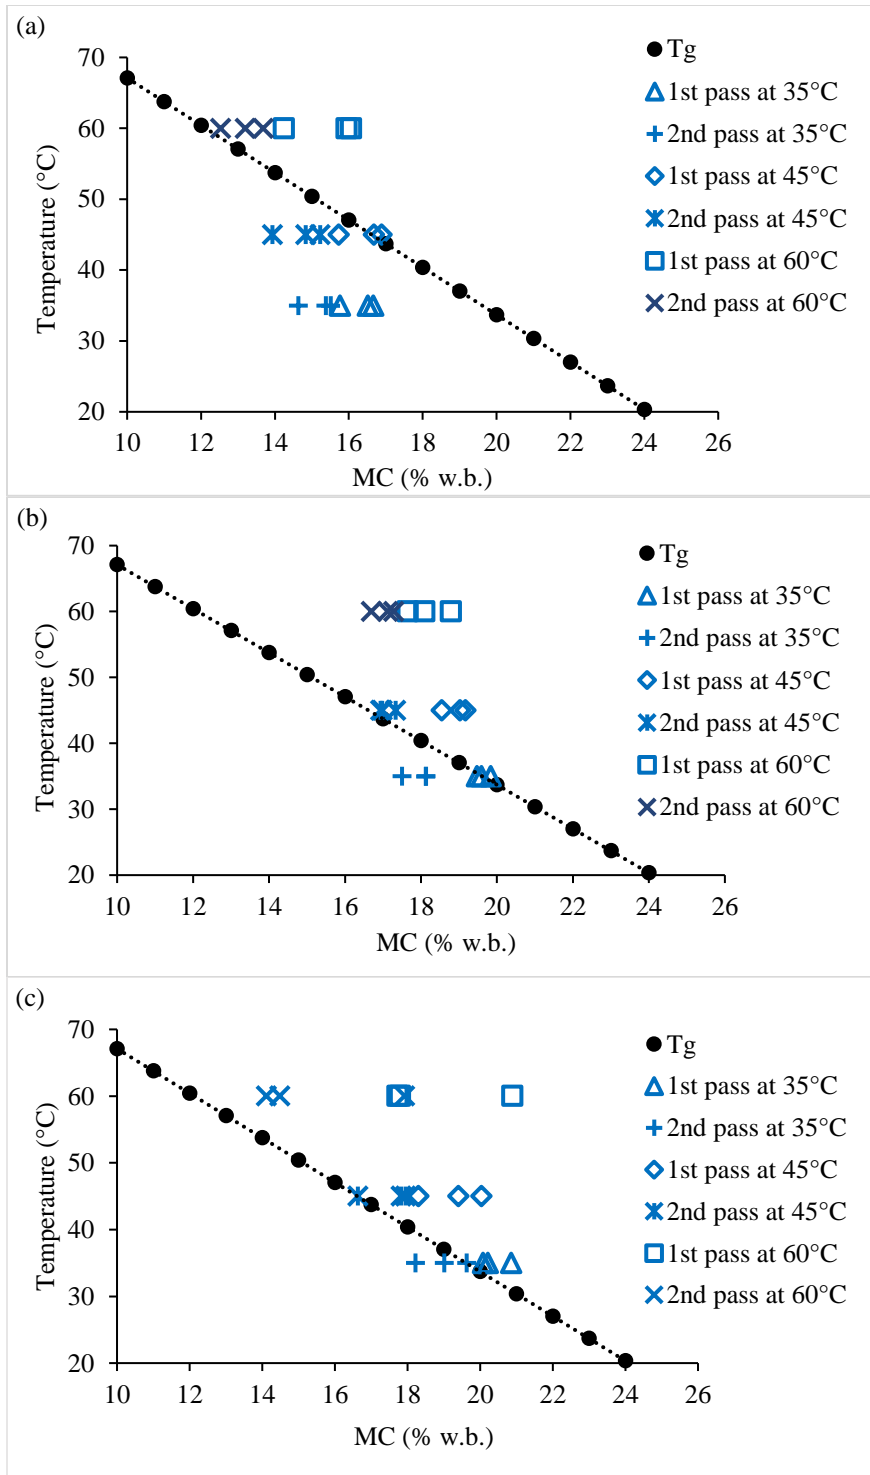 (a)
70
60
50
40
30
20
Temperature (°C)
10 12 14 16 18 20 22 24 26
MC (% w.b.)
Tg
1st pass at 35°C
2nd pass at 35°C
1st pass at 45°C
2nd pass at 45°C
1st pass at 60°C
2nd pass at 60°C
(b)
70
60
50
40
30
20
Temperature (°C)
10 12 14 16 18 20 22 24 26
MC (% w.b.)
Tg
1st pass at 35°C
2nd pass at 35°C
1st pass at 45°C
2nd pass at 45°C
1st pass at 60°C
2nd pass at 60°C
(c)
70
60
50
40
30
20
Temperature (°C)
10 12 14 16 18 20 22 24 26
MC (% w.b.)
Tg
1st pass at 35°C
2nd pass at 35°C
1st pass at 45°C
2nd pass at 45°C
1st pass at 60°C
2nd pass at 60°C